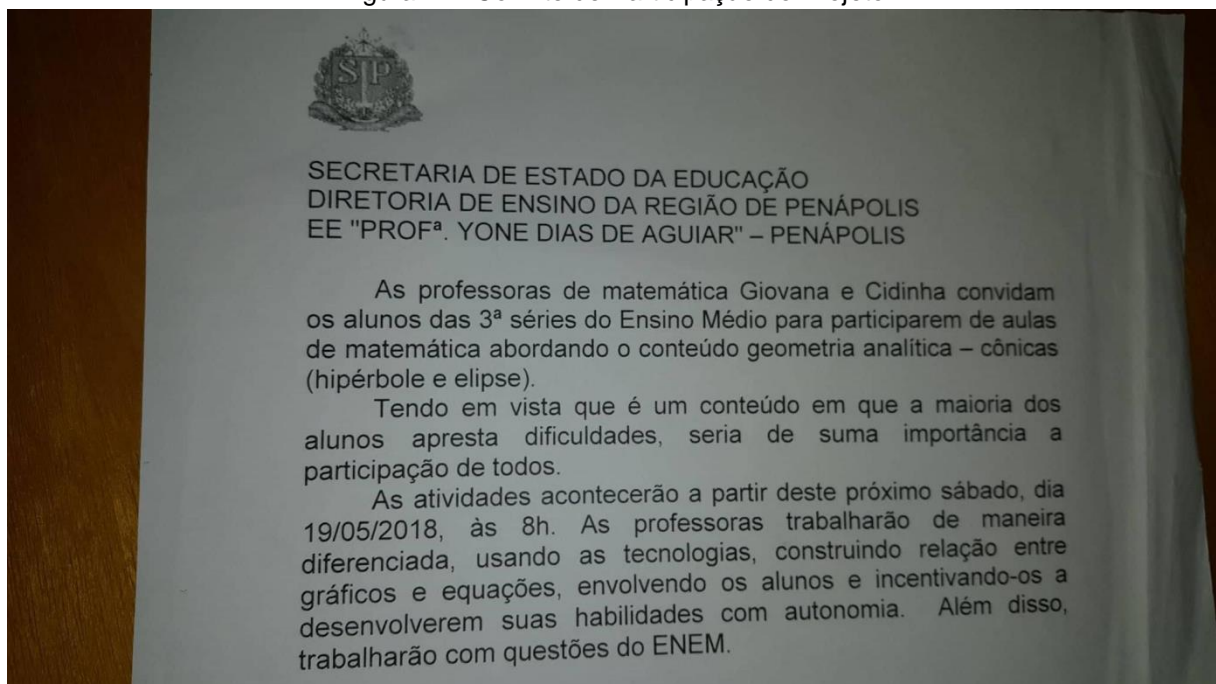 SP
SECRETARIA DE ESTADO DA EDUCAÇÃO
DIRETORIA DE ENSINO DA REGIÃO DE PENÁPOLIS
EE "PROFª. YONE DIAS DE AGUIAR" – PENÁPOLIS
As professoras de matemática Giovana e Cidinha convidam
os alunos das 3ª séries do Ensino Médio para participarem de aulas
de matemática abordando o conteúdo geometria analítica – cônicas
(hipérbole e elipse).
Tendo em vista que é um conteúdo em que a maioria dos
alunos apresta dificuldades, seria de suma importância a
participação de todos.
As atividades acontecerão a partir deste próximo sábado, dia
19/05/2018, às 8h. As professoras trabalharão de maneira
diferenciada, usando as tecnologias, construindo relação entre
gráficos e equações, envolvendo os alunos e incentivando-os a
desenvolverem suas habilidades com autonomia. Além disso,
trabalharão com questões do ENEM.